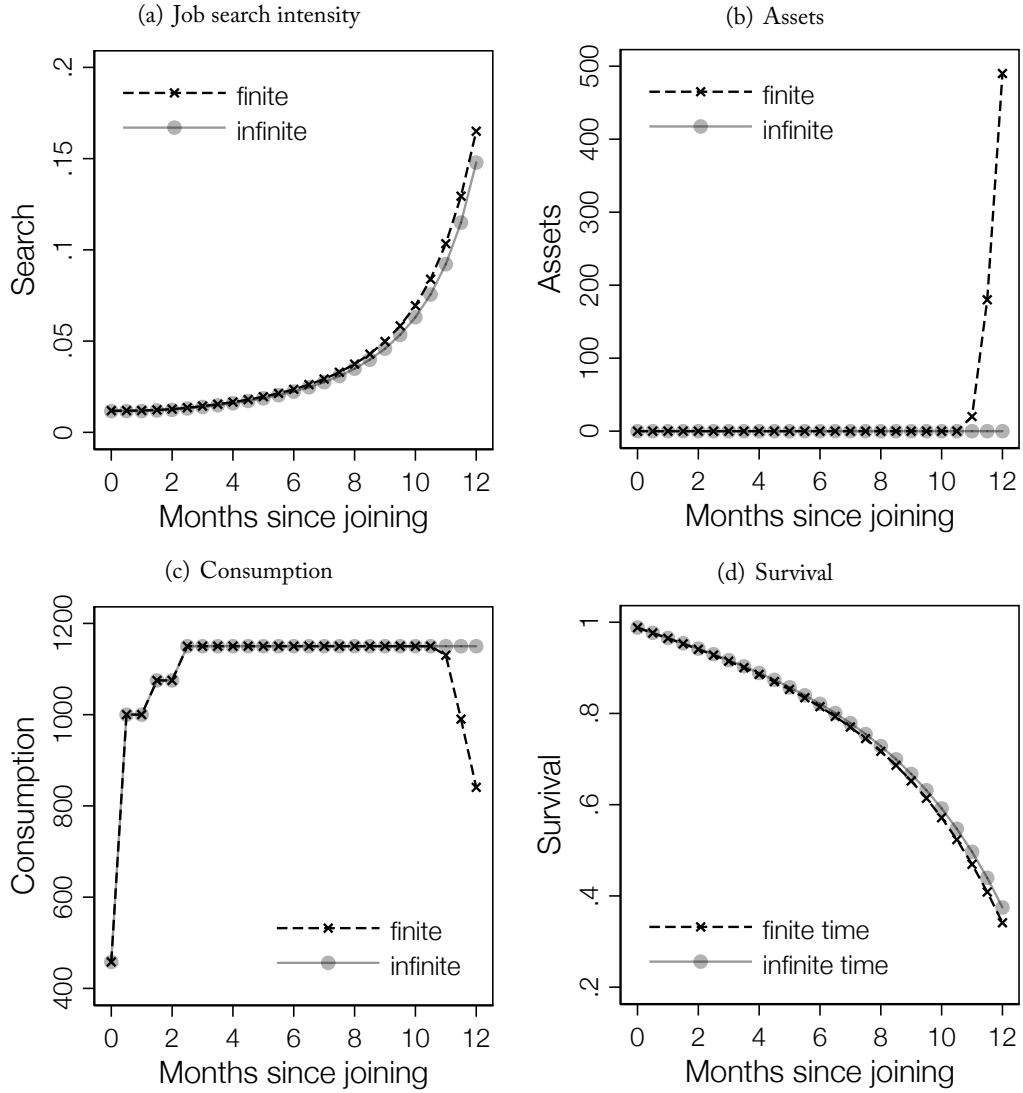 (a) Job search intensity
Search
.2
.15
.1
.05
0
finite
infinite
0 2 4 6 8 10 12
Months since joining
(b) Assets
Assets
500
400
300
200
100
0
finite
infinite
0 2 4 6 8 10 12
Months since joining
(c) Consumption
Consumption
1200
1000
800
600
400
finite
infinite
0 2 4 6 8 10 12
Months since joining
(d) Survival
Survival
1
.8
.6
.4
.2
finite time
infinite time
0 2 4 6 8 10 12
Months since joining